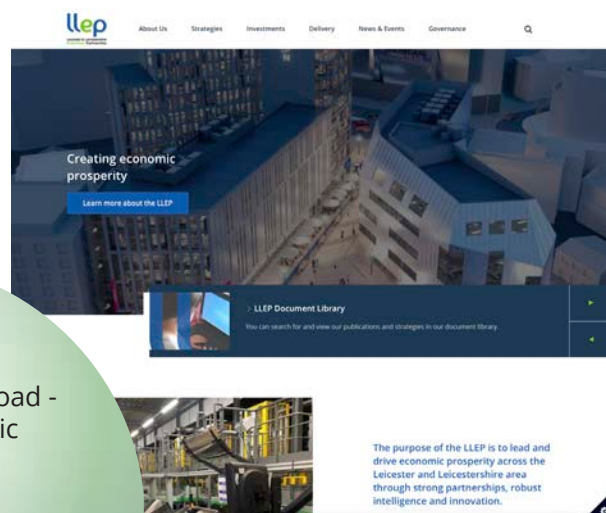 llep
About Us Strategies Investments Delivery News & Events Governance
Creating economic
prosperity
Learn more about the LLEP
> LLEP Document Library
You can search for and view our publications and strategies in our document library.
oad -
ic
The purpose of the LLEP is to lead and
drive economic prosperity across the
Leicester and Leicestershire area
through strong partnerships, robust
intelligence and innovation.